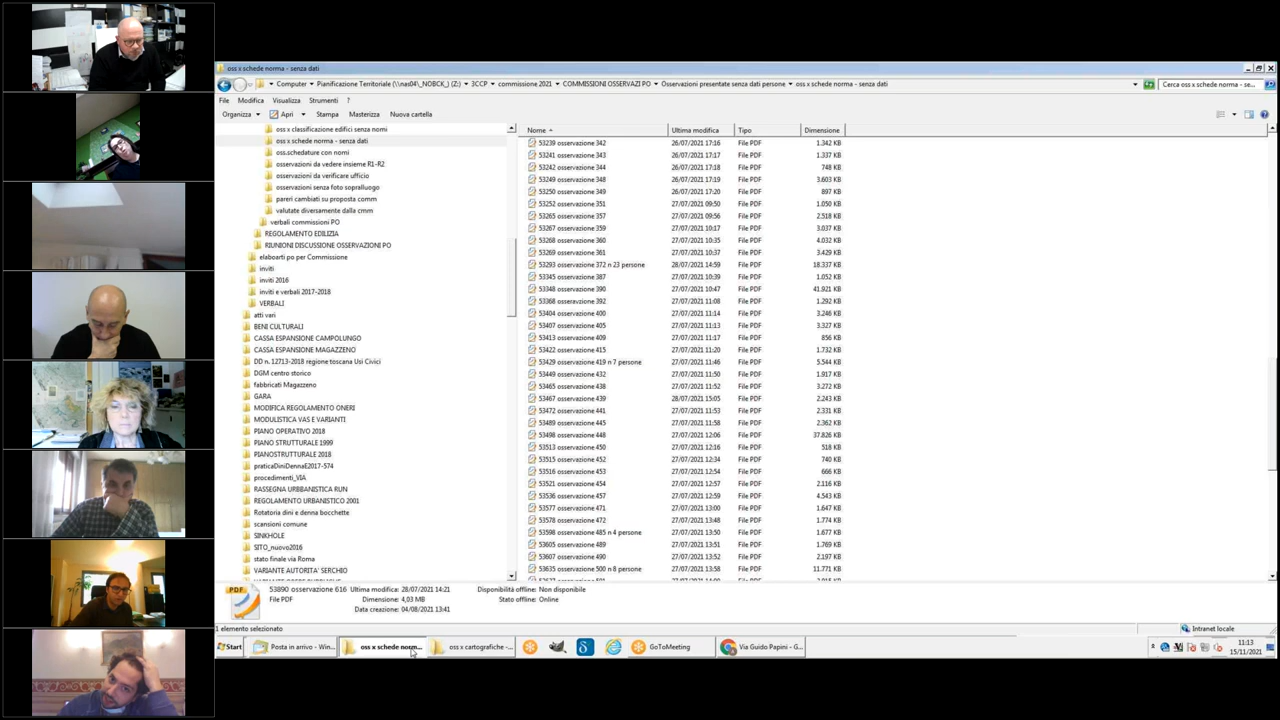 oss x schede norma - senza dati
Computer ▸ Pianificazione Territoriale (\\nas04\_NOBCK_) (Z:) ▸ 3CCP ▸ commissione 2021 ▸ COMMISSIONI OSSERVAZI PO ▸ Osservazioni presentate senza dati persone ▸ oss x schede norma - senza dati
Cerca oss x schede norma - se...
File Modifica Visualizza Strumenti ?
Organizza Apri Stampa Masterizza Nuova cartella
oss x classificazione edifici senza nomi
oss x schede norma - senza dati
oss.schedature con nomi
osservazioni da vedere insieme R1-R2
osservazioni da verificare ufficio
osservazioni senza foto sopralluogo
pareri cambiati su proposta comm
valutate diversamente dalla cmm
verbali commissioni PO
REGOLAMENTO EDILIZIA
RIUNIONI DISCUSSIONE OSSERVAZIONI PO
elaboarti po per Commissione
inviti
inviti 2016
inviti e verbali 2017-2018
VERBALI
atti vari
BENI CULTURALI
CASSA ESPANSIONE CAMPOLUNGO
CASSA ESPANSIONE MAGAZZENO
DD n. 12713-2018 regione toscana Usi Civici
DGM centro storico
fabbricati Magazzeno
GARA
MODIFICA REGOLAMENTO ONERI
MODULISTICA VAS E VARIANTI
PIANO OPERATIVO 2018
PIANO STRUTTURALE 1999
PIANOSTRUTTURALE 2018
praticaDiniDennaE2017-574
procedimenti_VIA
RASSEGNA URBBANISTICA RUN
REGOLAMENTO URBANISTICO 2001
Rotatoria dini e denna bocchette
scansioni comune
SINKHOLE
SITO_nuovo2016
stato finale via Roma
VARIANTE AUTORITA' SERCHIO
Nome Ultima modifica Tipo Dimensione
53239 osservazione 342 26/07/2021 17:16 File PDF 1.342 KB
53241 osservazione 343 26/07/2021 17:17 File PDF 1.337 KB
53242 osservazione 344 26/07/2021 17:18 File PDF 748 KB
53249 osservazione 348 26/07/2021 17:19 File PDF 3.603 KB
53250 osservazione 349 26/07/2021 17:20 File PDF 897 KB
53252 osservazione 351 27/07/2021 09:50 File PDF 1.050 KB
53265 osservazione 357 27/07/2021 09:56 File PDF 2.518 KB
53267 osservazione 359 27/07/2021 10:17 File PDF 3.037 KB
53268 osservazione 360 27/07/2021 10:35 File PDF 4.032 KB
53269 osservazione 361 27/07/2021 10:37 File PDF 3.429 KB
53293 osservazione 372 n 23 persone 28/07/2021 14:59 File PDF 18.337 KB
53345 osservazione 387 27/07/2021 10:39 File PDF 1.052 KB
53348 osservazione 390 27/07/2021 10:47 File PDF 41.921 KB
53368 osseravzione 392 27/07/2021 11:08 File PDF 1.292 KB
53404 osservazione 400 27/07/2021 11:14 File PDF 3.246 KB
53407 osservazione 405 27/07/2021 11:13 File PDF 3.327 KB
53413 osservazione 409 27/07/2021 11:17 File PDF 856 KB
53422 osservazione 415 27/07/2021 11:20 File PDF 1.732 KB
53429 osservazione 419 n 7 persone 27/07/2021 11:46 File PDF 5.544 KB
53449 osservazione 432 27/07/2021 11:50 File PDF 1.917 KB
53465 osservazione 438 27/07/2021 11:52 File PDF 3.272 KB
53467 osservazione 439 28/07/2021 15:05 File PDF 2.243 KB
53472 osservazione 441 27/07/2021 11:53 File PDF 2.331 KB
53489 osservazione 445 27/07/2021 11:58 File PDF 2.362 KB
53498 osservazione 448 27/07/2021 12:06 File PDF 37.826 KB
53513 osservazione 450 27/07/2021 12:16 File PDF 518 KB
53515 osservazione 452 27/07/2021 12:34 File PDF 740 KB
53516 osservazione 453 27/07/2021 12:54 File PDF 666 KB
53521 osservazione 454 27/07/2021 12:57 File PDF 2.116 KB
53536 osservazione 457 27/07/2021 12:59 File PDF 4.543 KB
53577 osservazione 471 27/07/2021 13:00 File PDF 1.647 KB
53578 osservazione 472 27/07/2021 13:48 File PDF 1.774 KB
53598 osservazione 485 n 4 persone 27/07/2021 13:50 File PDF 1.677 KB
53605 osservazione 489 27/07/2021 13:51 File PDF 1.769 KB
53607 osservazione 490 27/07/2021 13:52 File PDF 2.197 KB
53635 osservazione 500 n 8 persone 27/07/2021 13:58 File PDF 11.771 KB
PDF
53890 osservazione 616 Ultima modifica: 28/07/2021 14:21 Disponibilità offline: Non disponibile
File PDF Dimensione: 4,03 MB Stato offline: Online
Data creazione: 04/08/2021 13:41
1 elemento selezionato
Intranet locale
Start Posta in arrivo - Win... oss x schede norm... oss x cartografiche -... GoToMeeting Via Guido Papini - G...
11:13
15/11/2021